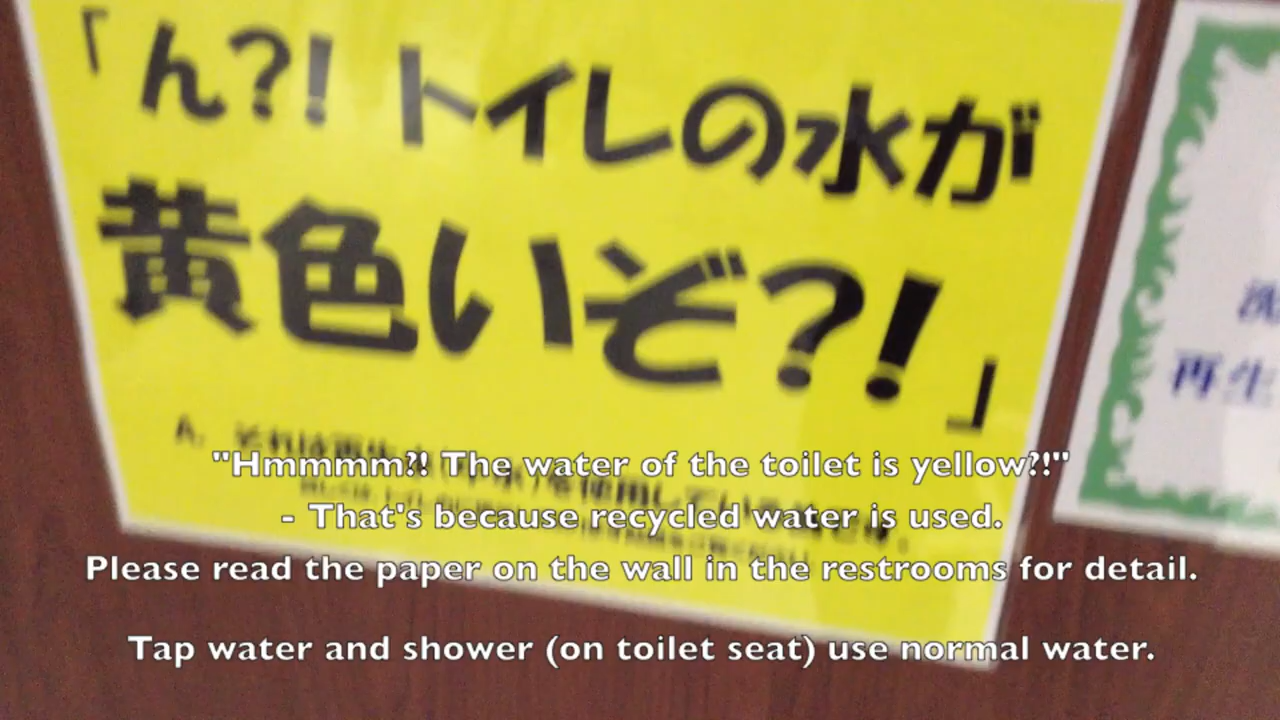 「ん?! トイレの水が
黄色いぞ?!」
A.
再生
"Hmmmm?! The water of the toilet is yellow?!"
- That's because recycled water is used.
Please read the paper on the wall in the restrooms for detail.
Tap water and shower (on toilet seat) use normal water.